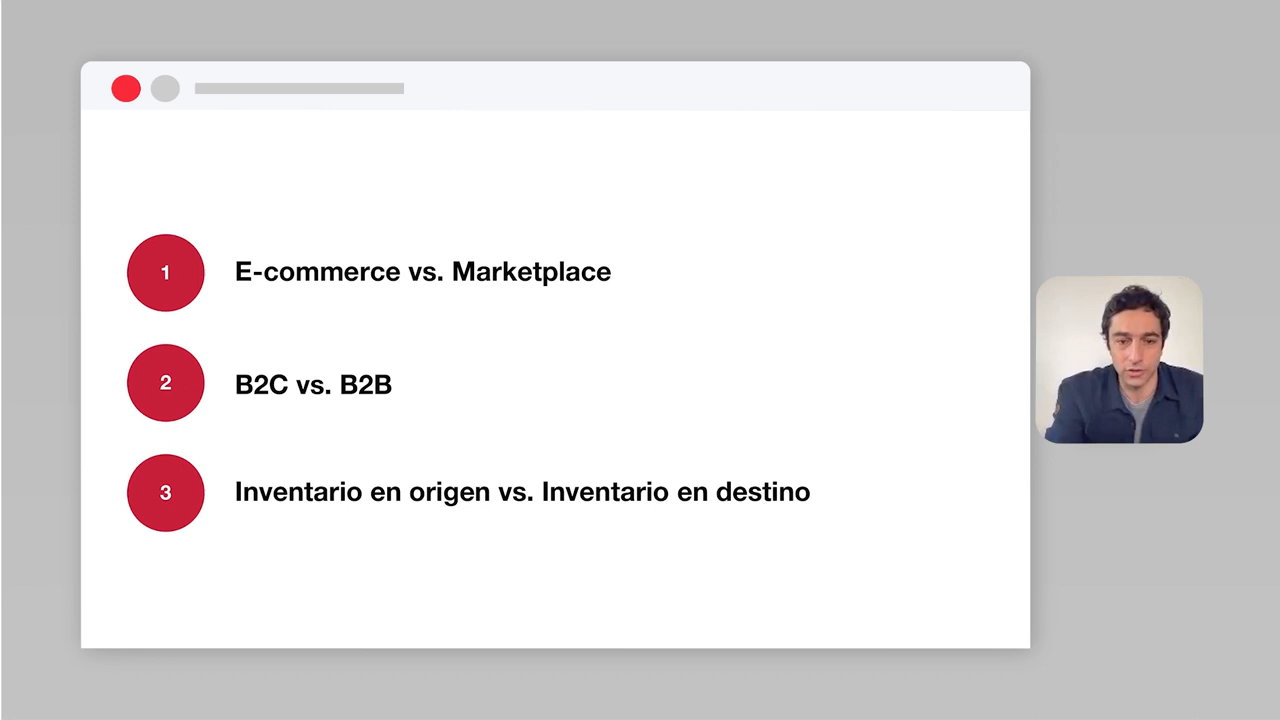 1
E-commerce vs. Marketplace
2
B2C vs. B2B
3
Inventario en origen vs. Inventario en destino